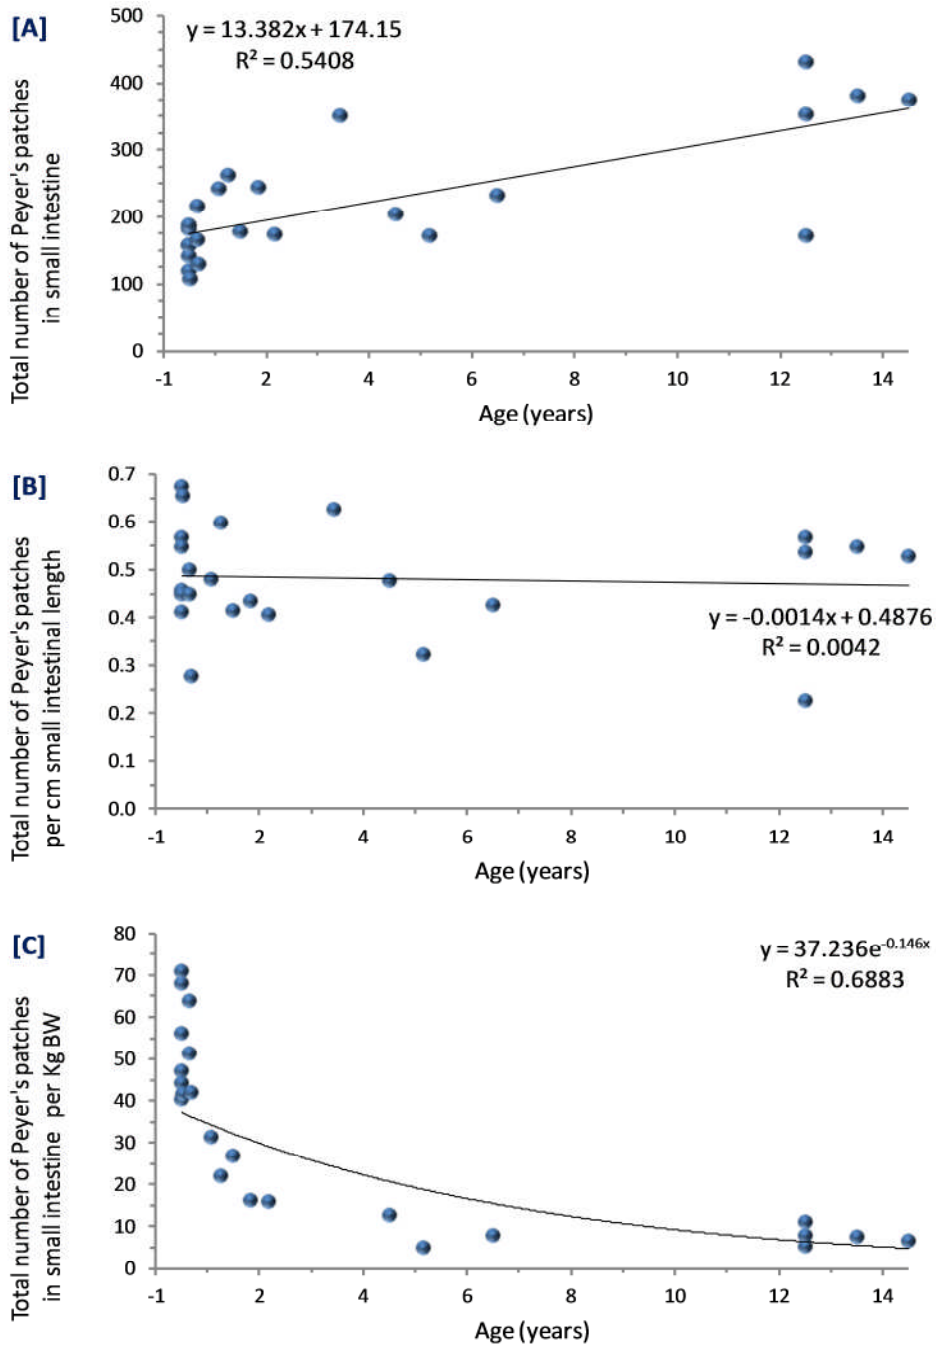 [A]
y = 13.382x + 174.15
R² = 0.5408
Total number of Peyer's patches
in small intestine
500
400
300
200
100
0
-1 2 4 6 8 10 12 14
Age (years)
[B]
Total number of Peyer's patches
per cm small intestinal length
0.7
0.6
0.5
0.4
0.3
0.2
0.1
0.0
y = -0.0014x + 0.4876
R² = 0.0042
-1 2 4 6 8 10 12 14
Age (years)
[C]
Total number of Peyer's patches
in small intestine per Kg BW
80
70
60
50
40
30
20
10
0
y = 37.236e^-0.146x
R² = 0.6883
-1 2 4 6 8 10 12 14
Age (years)